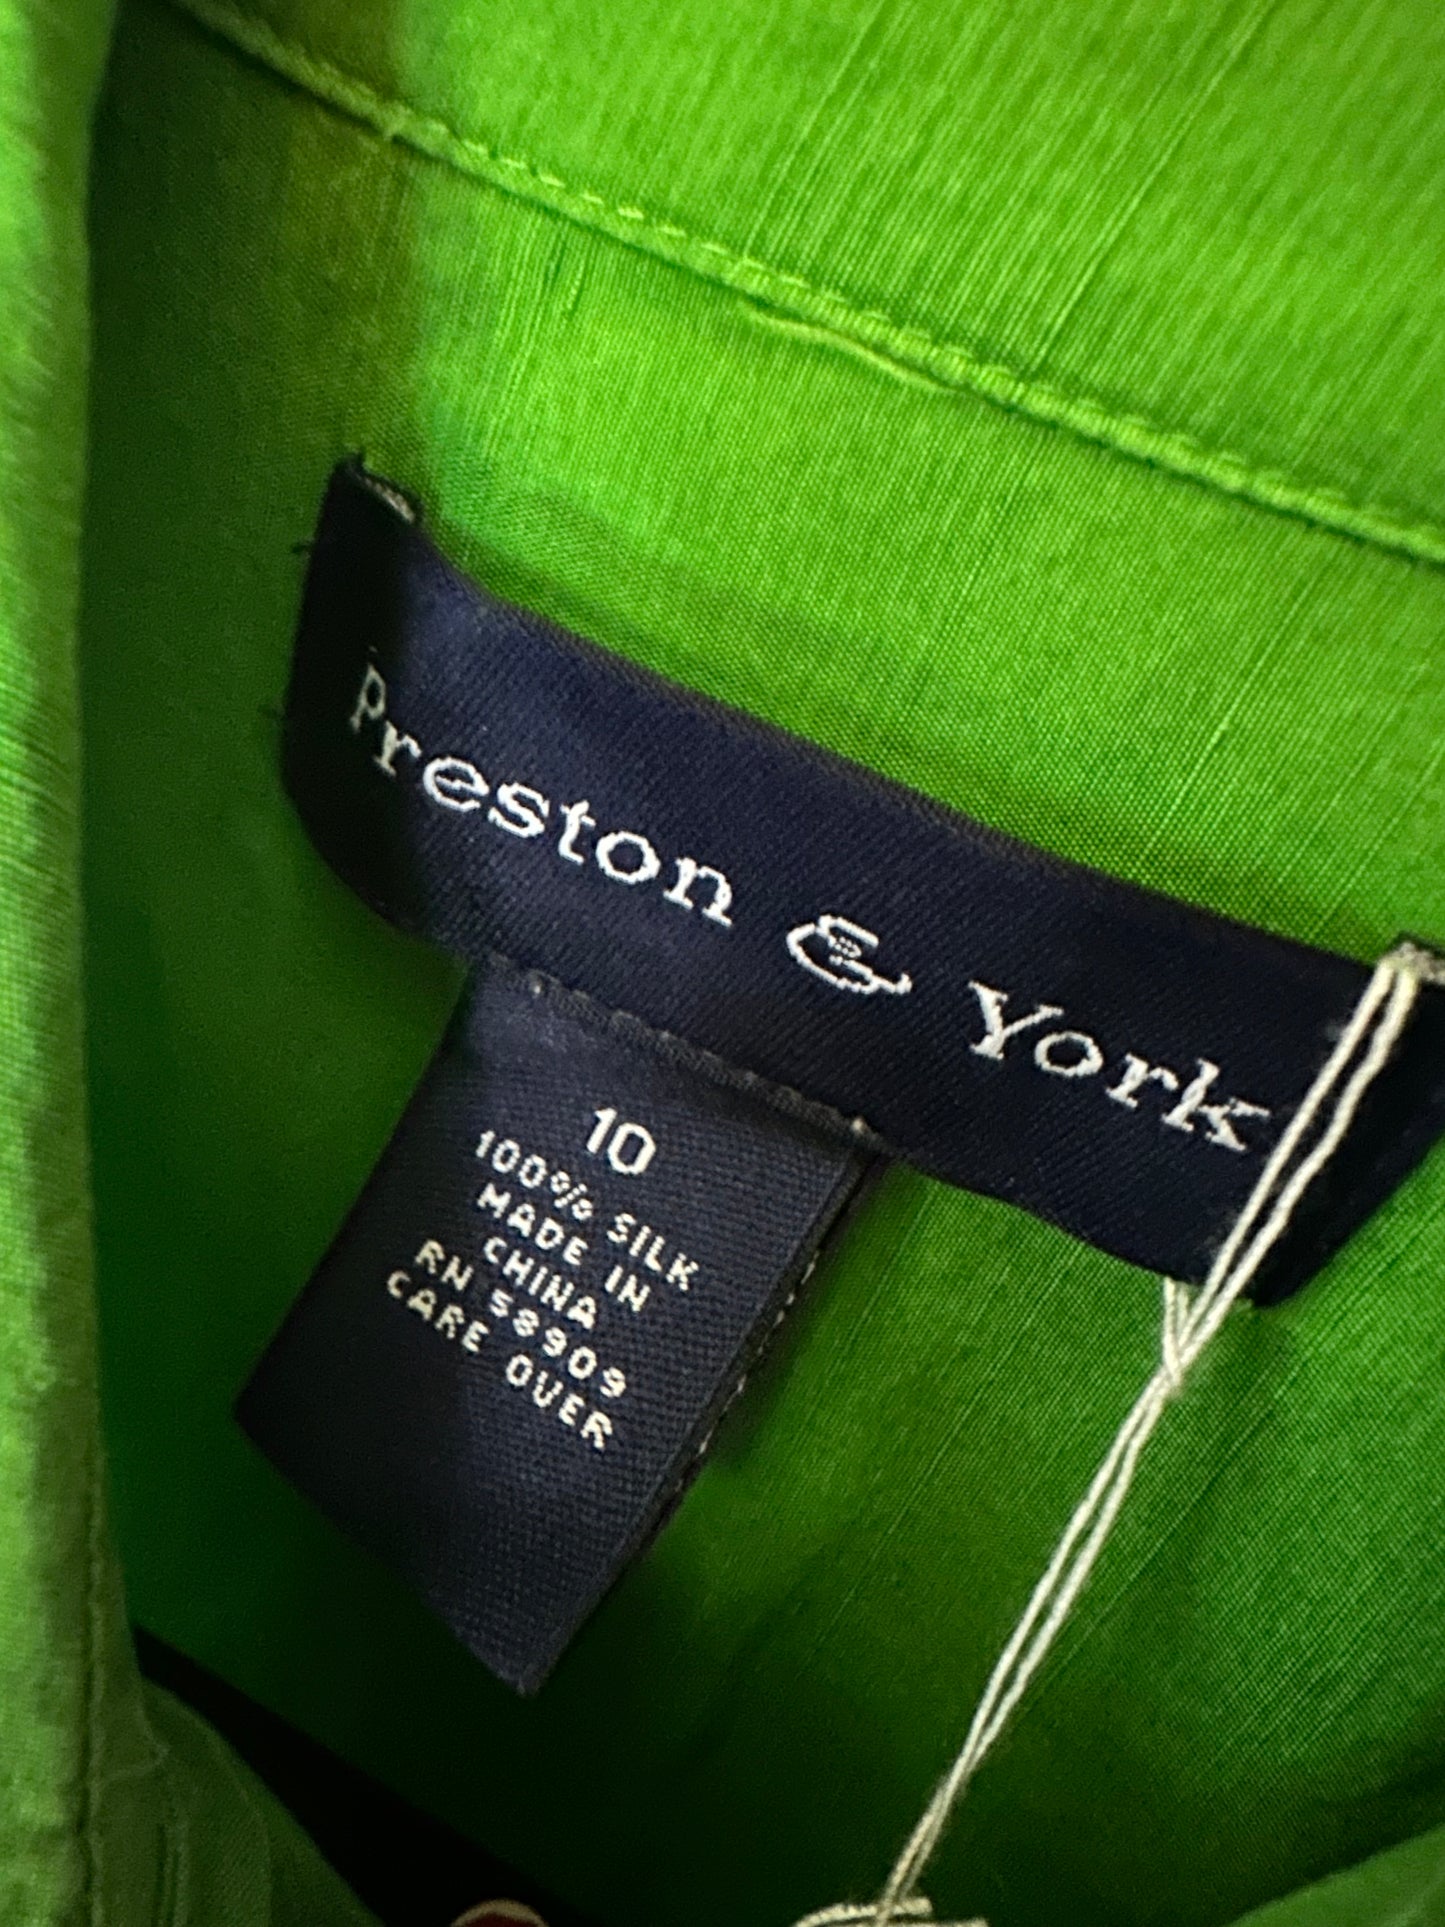 Preston & York
10
100% SILK
MADE IN
CHINA
RN 58909
CARE OVER